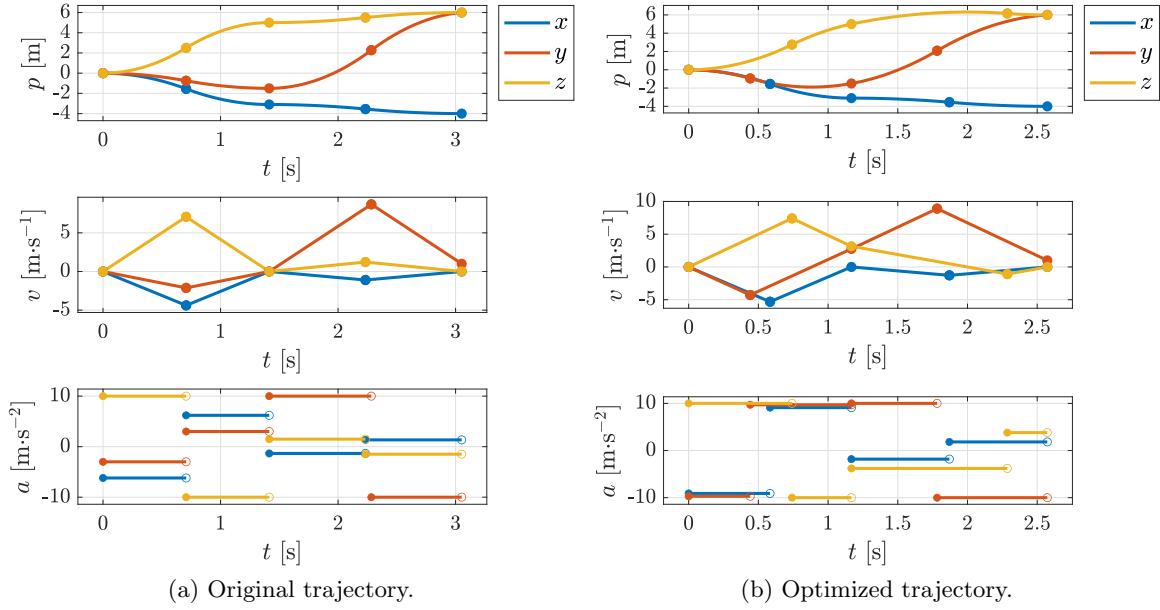 6
4
2
0
-2
-4
p [m]
0
1
2
3
t [s]
x
y
z
6
4
2
0
-2
-4
p [m]
0
0.5
1
1.5
2
2.5
t [s]
x
y
z
5
0
-5
v [m·s⁻¹]
0
1
2
3
t [s]
10
5
0
-5
v [m·s⁻¹]
0
0.5
1
1.5
2
2.5
t [s]
10
0
-10
a [m·s⁻²]
0
1
2
3
t [s]
10
0
-10
a [m·s⁻²]
0
0.5
1
1.5
2
2.5
t [s]
(a) Original trajectory.
(b) Optimized trajectory.